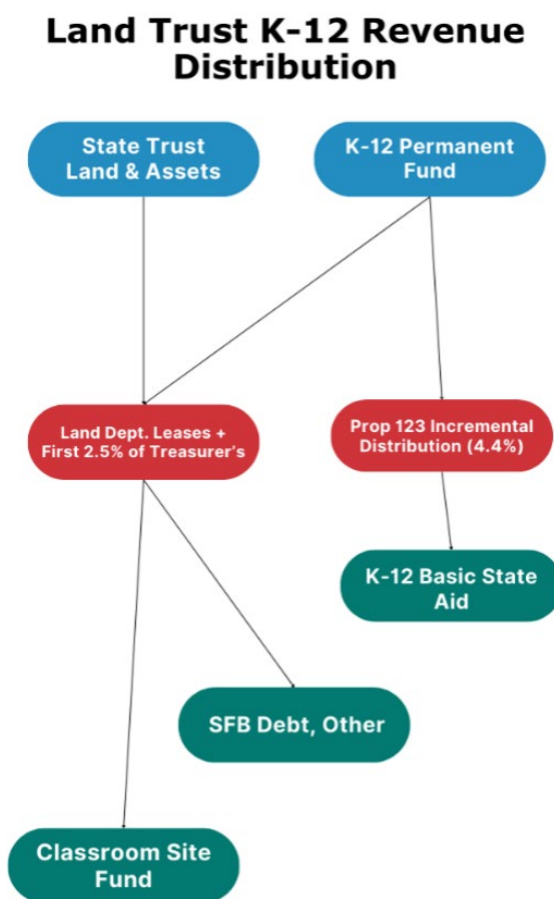 Land Trust K-12 Revenue
Distribution
State Trust
Land & Assets
K-12 Permanent
Fund
Land Dept. Leases +
First 2.5% of Treasurer's
Prop 123 Incremental
Distribution (4.4%)
K-12 Basic State
Aid
SFB Debt, Other
Classroom Site
Fund